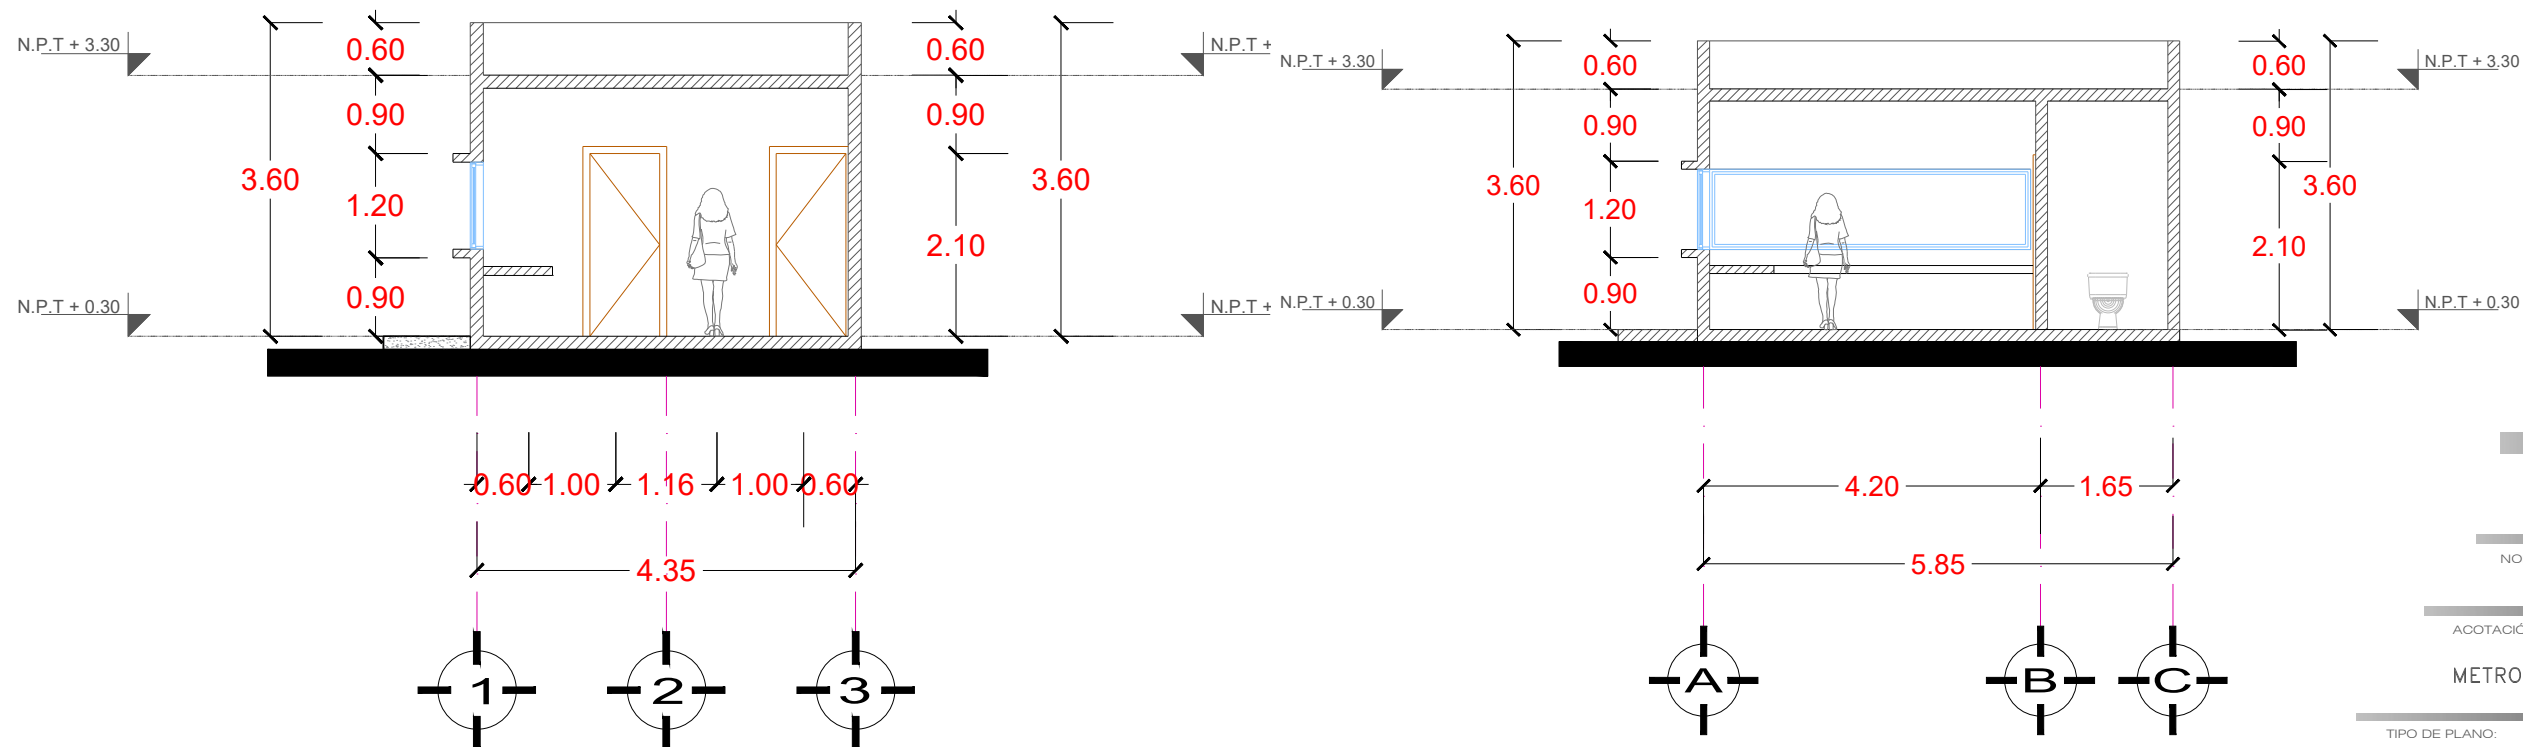 N.P.T + 3.30
0.60
0.60
N.P.T +
0.90
0.90
3.60
3.60
1.20
2.10
0.90
N.P.T + 0.30
N.P.T +
0.60 1.00 1.16 1.00 0.60
4.35
1 2 3
N.P.T + 3.30
0.60
0.60
N.P.T + 3.30
0.90
0.90
3.60
3.60
1.20
2.10
0.90
N.P.T + 0.30
N.P.T + 0.30
4.20 1.65
5.85
A B C
NO
ACOTACIÓ
METRO
TIPO DE PLANO: